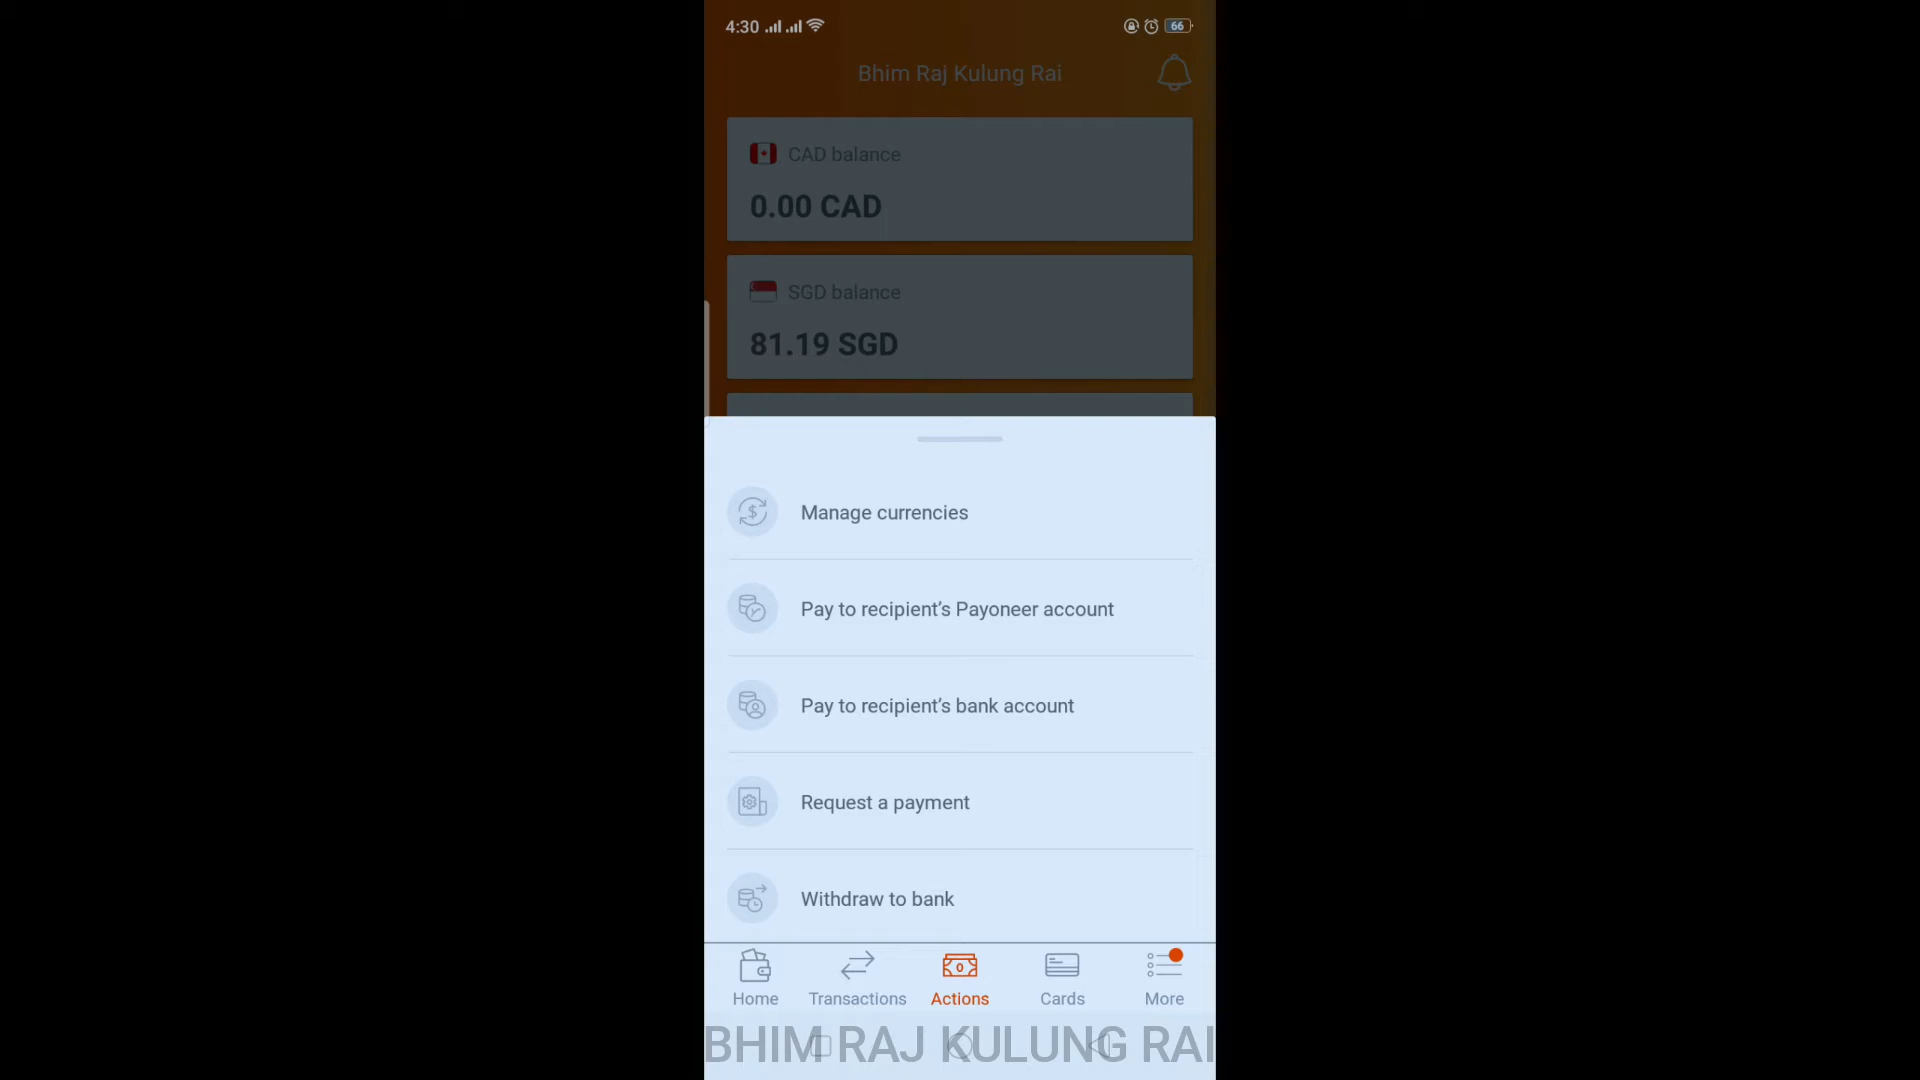 4:30
66
Bhim Raj Kulung Rai
CAD balance
0.00 CAD
SGD balance
81.19 SGD
Manage currencies
Pay to recipient’s Payoneer account
Pay to recipient’s bank account
Request a payment
Withdraw to bank
Home
Transactions
Actions
Cards
More
BHIM RAJ KULUNG RAI